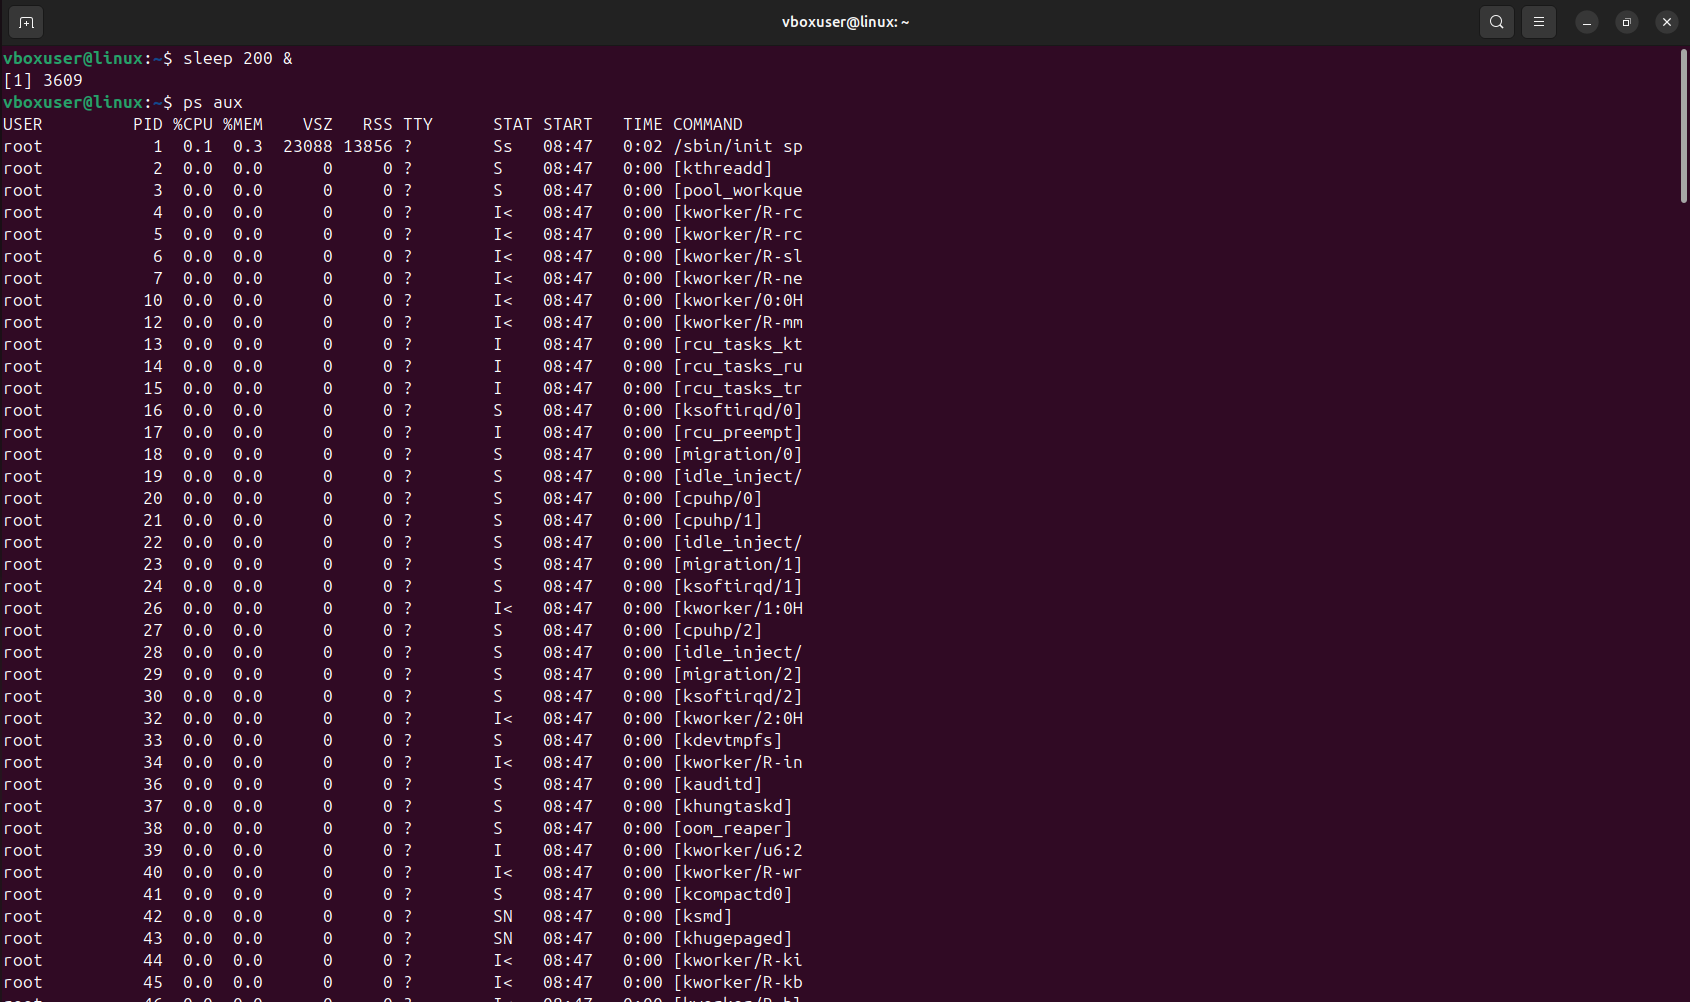 vboxuser@linux: ~
vboxuser@linux:~$ sleep 200 &
[1] 3609
vboxuser@linux:~$ ps aux
USER         PID %CPU %MEM    VSZ   RSS TTY      STAT START   TIME COMMAND
root           1  0.1  0.3  23088 13856 ?        Ss   08:47   0:02 /sbin/init sp
root           2  0.0  0.0      0     0 ?        S    08:47   0:00 [kthreadd]
root           3  0.0  0.0      0     0 ?        S    08:47   0:00 [pool_workque
root           4  0.0  0.0      0     0 ?        I<   08:47   0:00 [kworker/R-rc
root           5  0.0  0.0      0     0 ?        I<   08:47   0:00 [kworker/R-rc
root           6  0.0  0.0      0     0 ?        I<   08:47   0:00 [kworker/R-sl
root           7  0.0  0.0      0     0 ?        I<   08:47   0:00 [kworker/R-ne
root          10  0.0  0.0      0     0 ?        I<   08:47   0:00 [kworker/0:0H
root          12  0.0  0.0      0     0 ?        I<   08:47   0:00 [kworker/R-mm
root          13  0.0  0.0      0     0 ?        I    08:47   0:00 [rcu_tasks_kt
root          14  0.0  0.0      0     0 ?        I    08:47   0:00 [rcu_tasks_ru
root          15  0.0  0.0      0     0 ?        I    08:47   0:00 [rcu_tasks_tr
root          16  0.0  0.0      0     0 ?        S    08:47   0:00 [ksoftirqd/0]
root          17  0.0  0.0      0     0 ?        I    08:47   0:00 [rcu_preempt]
root          18  0.0  0.0      0     0 ?        S    08:47   0:00 [migration/0]
root          19  0.0  0.0      0     0 ?        S    08:47   0:00 [idle_inject/
root          20  0.0  0.0      0     0 ?        S    08:47   0:00 [cpuhp/0]
root          21  0.0  0.0      0     0 ?        S    08:47   0:00 [cpuhp/1]
root          22  0.0  0.0      0     0 ?        S    08:47   0:00 [idle_inject/
root          23  0.0  0.0      0     0 ?        S    08:47   0:00 [migration/1]
root          24  0.0  0.0      0     0 ?        S    08:47   0:00 [ksoftirqd/1]
root          26  0.0  0.0      0     0 ?        I<   08:47   0:00 [kworker/1:0H
root          27  0.0  0.0      0     0 ?        S    08:47   0:00 [cpuhp/2]
root          28  0.0  0.0      0     0 ?        S    08:47   0:00 [idle_inject/
root          29  0.0  0.0      0     0 ?        S    08:47   0:00 [migration/2]
root          30  0.0  0.0      0     0 ?        S    08:47   0:00 [ksoftirqd/2]
root          32  0.0  0.0      0     0 ?        I<   08:47   0:00 [kworker/2:0H
root          33  0.0  0.0      0     0 ?        S    08:47   0:00 [kdevtmpfs]
root          34  0.0  0.0      0     0 ?        I<   08:47   0:00 [kworker/R-in
root          36  0.0  0.0      0     0 ?        S    08:47   0:00 [kauditd]
root          37  0.0  0.0      0     0 ?        S    08:47   0:00 [khungtaskd]
root          38  0.0  0.0      0     0 ?        S    08:47   0:00 [oom_reaper]
root          39  0.0  0.0      0     0 ?        I    08:47   0:00 [kworker/u6:2
root          40  0.0  0.0      0     0 ?        I<   08:47   0:00 [kworker/R-wr
root          41  0.0  0.0      0     0 ?        S    08:47   0:00 [kcompactd0]
root          42  0.0  0.0      0     0 ?        SN   08:47   0:00 [ksmd]
root          43  0.0  0.0      0     0 ?        SN   08:47   0:00 [khugepaged]
root          44  0.0  0.0      0     0 ?        I<   08:47   0:00 [kworker/R-ki
root          45  0.0  0.0      0     0 ?        I<   08:47   0:00 [kworker/R-kb